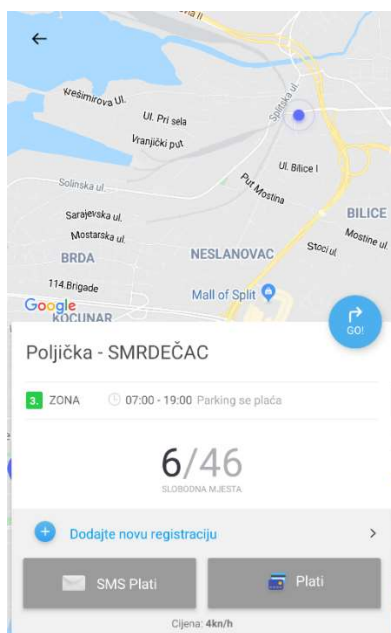 Krešimirova Ul.
Ul. Pri sela
Vranjički put
Splitska ul.
Ul. Bilice I
Solinska ul.
Put Mostina
Sarajevska ul.
BILICE
Mostarska ul.
Mostine ul
BRDA
NESLANOVAC
Stoci ul
114.Brigade
Mall of Split
Google
KOCUNAR
GO!
Poljička - SMRDEČAC
3. ZONA 07:00 - 19:00 Parking se plaća
6/46
SLOBODNA MJESTA
Dodajte novu registraciju
SMS Plati
Plati
Cijena: 4kn/h